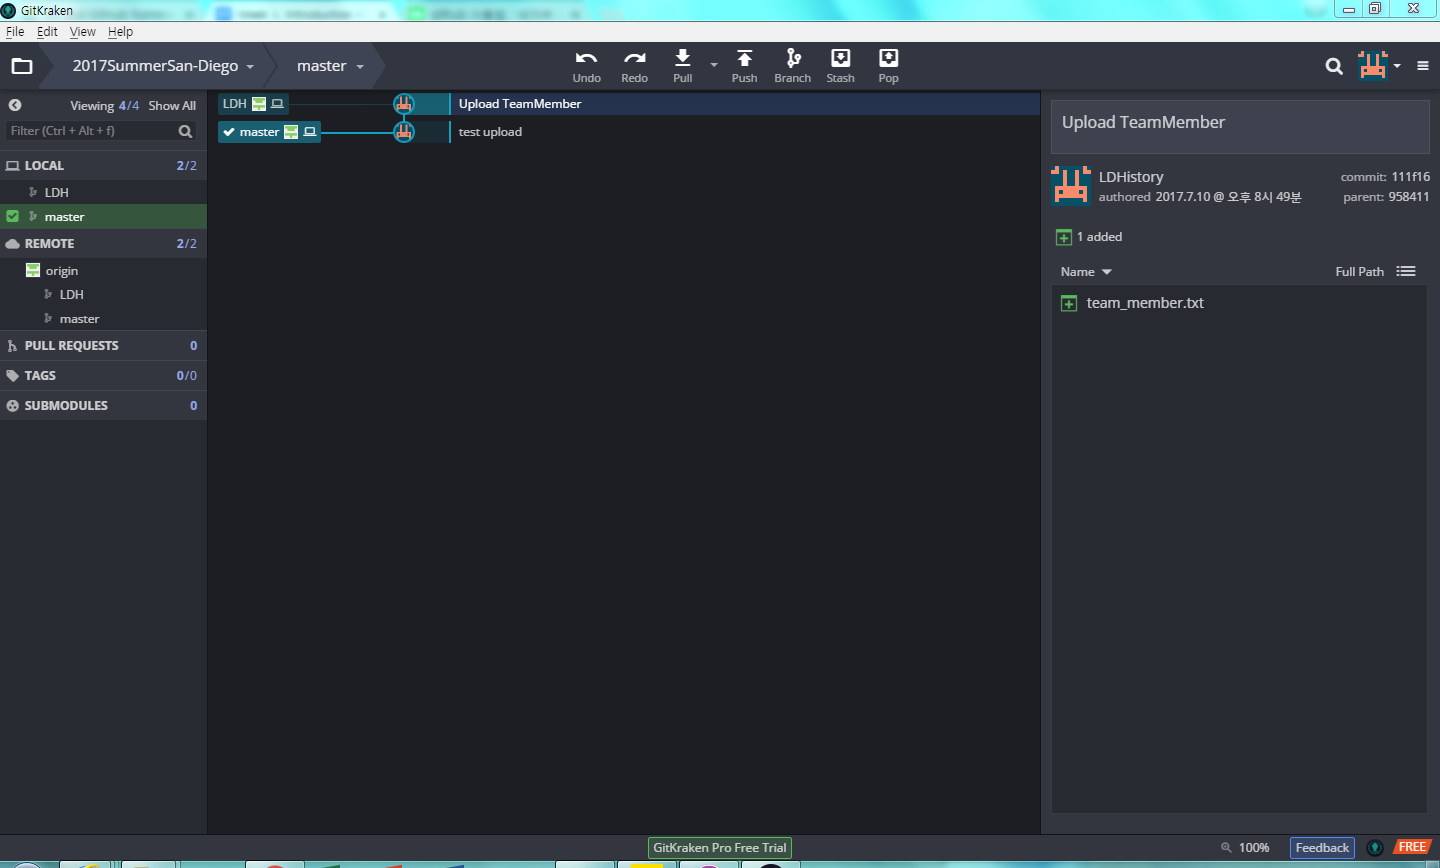 GitKraken
File Edit View Help
2017SummerSan-Diego master
Undo Redo Pull Push Branch Stash Pop
Viewing 4/4 Show All
Filter (Ctrl + Alt + f)
LOCAL 2/2
LDH
master
REMOTE 2/2
origin
LDH
master
PULL REQUESTS 0
TAGS 0/0
SUBMODULES 0
LDH Upload TeamMember
master test upload
Upload TeamMember
LDHistory commit: 111f16
authored 2017.7.10 @ 오후 8시 49분 parent: 958411
1 added
Name Full Path
team_member.txt
GitKraken Pro Free Trial 100% Feedback FREE